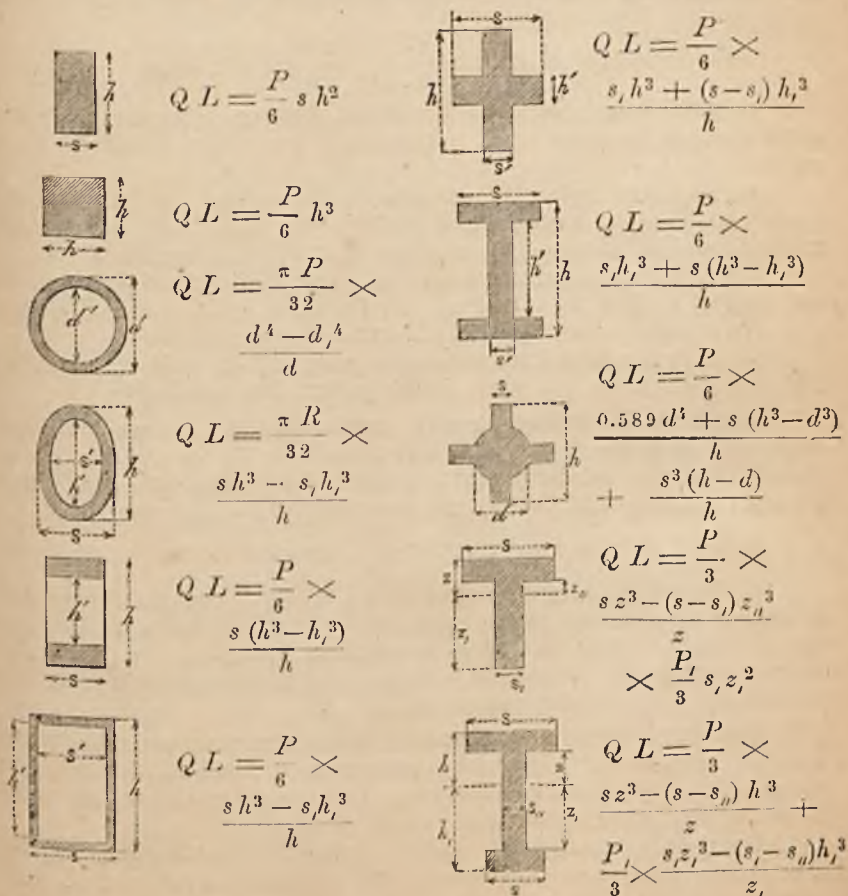 h
s
Q L = P/6 s h²
h
h
Q L = P/6 h³
d′
d
Q L = π P/32 ×
d⁴ — d,⁴/d
s′
h′
h
s
Q L = π R/32 ×
s h³ - s, h,³/h
h′
h
s
Q L = P/6 ×
s (h³ — h,³)/h
h′
s′
h
s
Q L = P/6 ×
s h³ — s, h,³/h
s
h
h′
s′
Q L = P/6 ×
s, h³ + (s — s,) h,³/h
s
h′
h
s′
Q L = P/6 ×
s, h,³ + s (h³ — h,³)/h
s
h
d
Q L = P/6 ×
0.589 d⁴ + s (h³ — d³)/h
+ s³ (h — d)/h
s
z
z,,
z,
s,
Q L = P/3 ×
s z³ — (s — s,) z,,³/z
× P,/3 s, z,²
s
h
z
s,,
h,
z,
s
Q L = P/3 ×
s z³ — (s — s,,) h³/z +
P,/3 × s, z,³ — (s, — s,,) h,³/z,